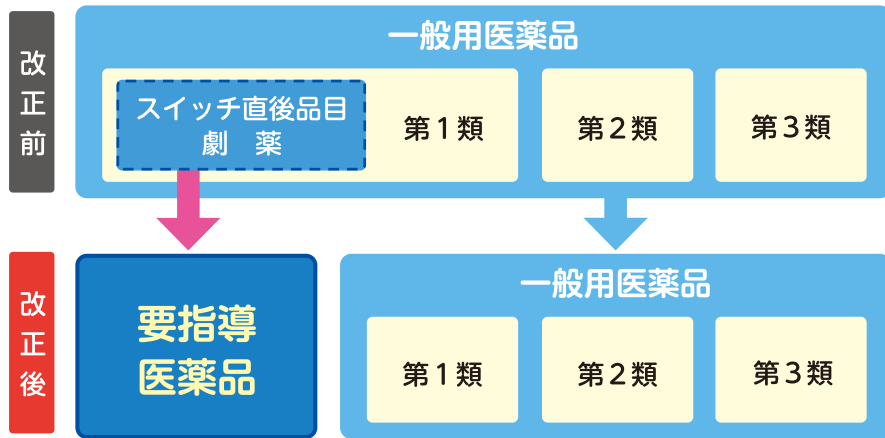 改正前
一般用医薬品
スイッチ直後品目
劇　薬
第１類
第２類
第３類
改正後
要指導
医薬品
一般用医薬品
第１類
第２類
第３類